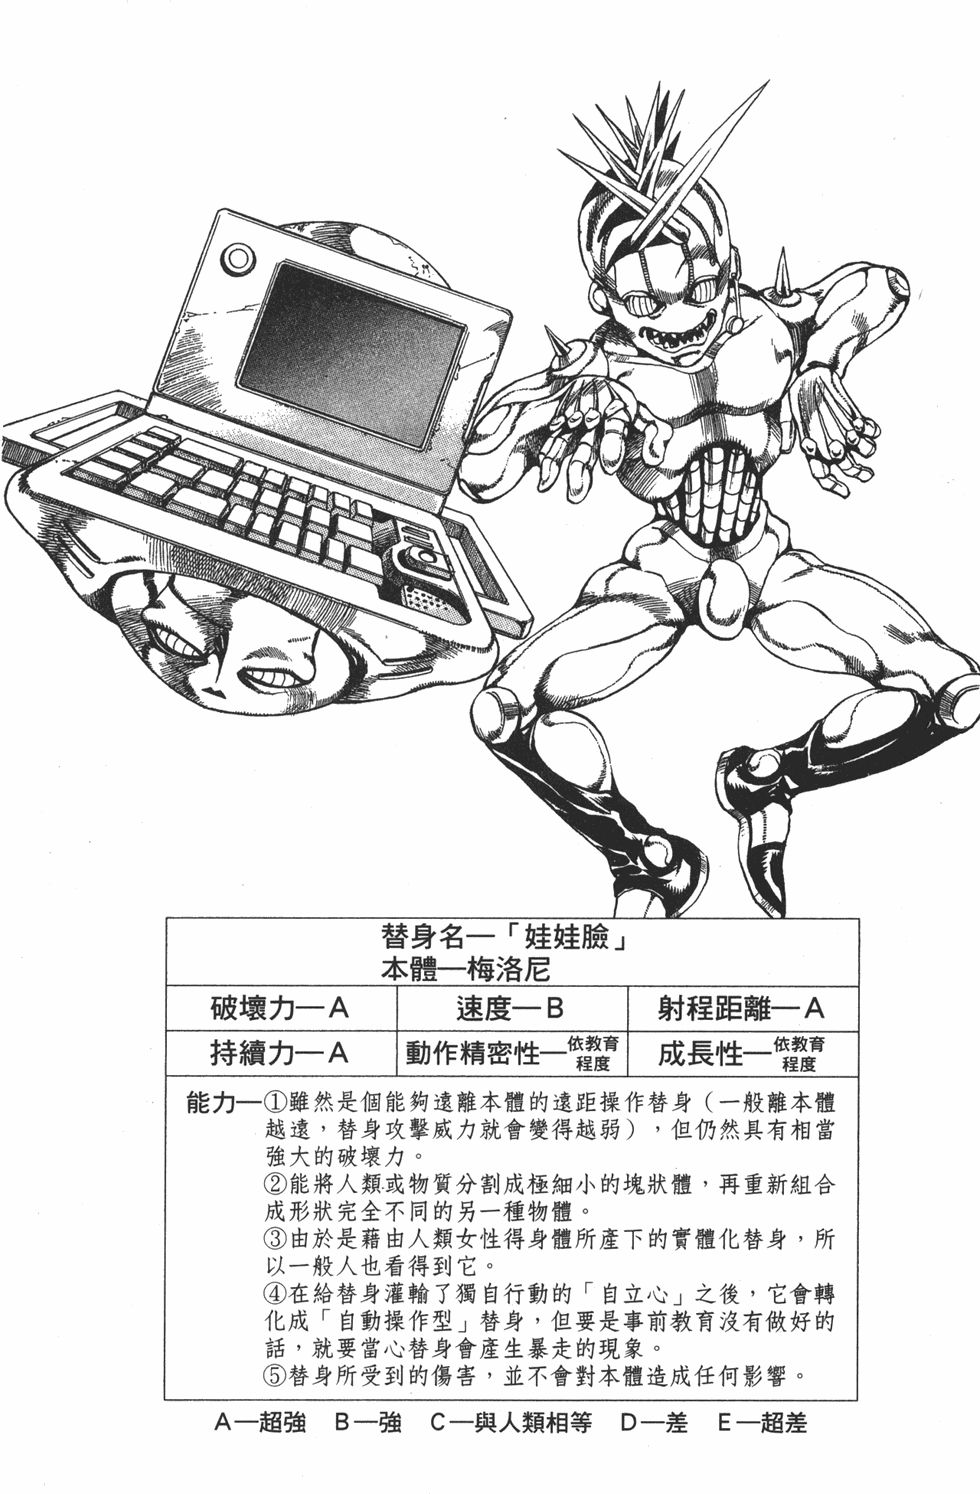 替身名—「娃娃臉」
本體—梅洛尼
破壞力—A
速度—B
射程距離—A
持續力—A
動作精密性—依教育程度
成長性—依教育程度
能力—①雖然是個能夠遠離本體的遠距操作替身（一般離本體
越遠，替身攻擊威力就會變得越弱），但仍然具有相當
強大的破壞力。
②能將人類或物質分割成極細小的塊狀體，再重新組合
成形狀完全不同的另一種物體。
③由於是藉由人類女性得身體所產下的實體化替身，所
以一般人也看得到它。
④在給替身灌輸了獨自行動的「自立心」之後，它會轉
化成「自動操作型」替身，但要是事前教育沒有做好的
話，就要當心替身會產生暴走的現象。
⑤替身所受到的傷害，並不會對本體造成任何影響。
A—超強 B—強 C—與人類相等 D—差 E—超差